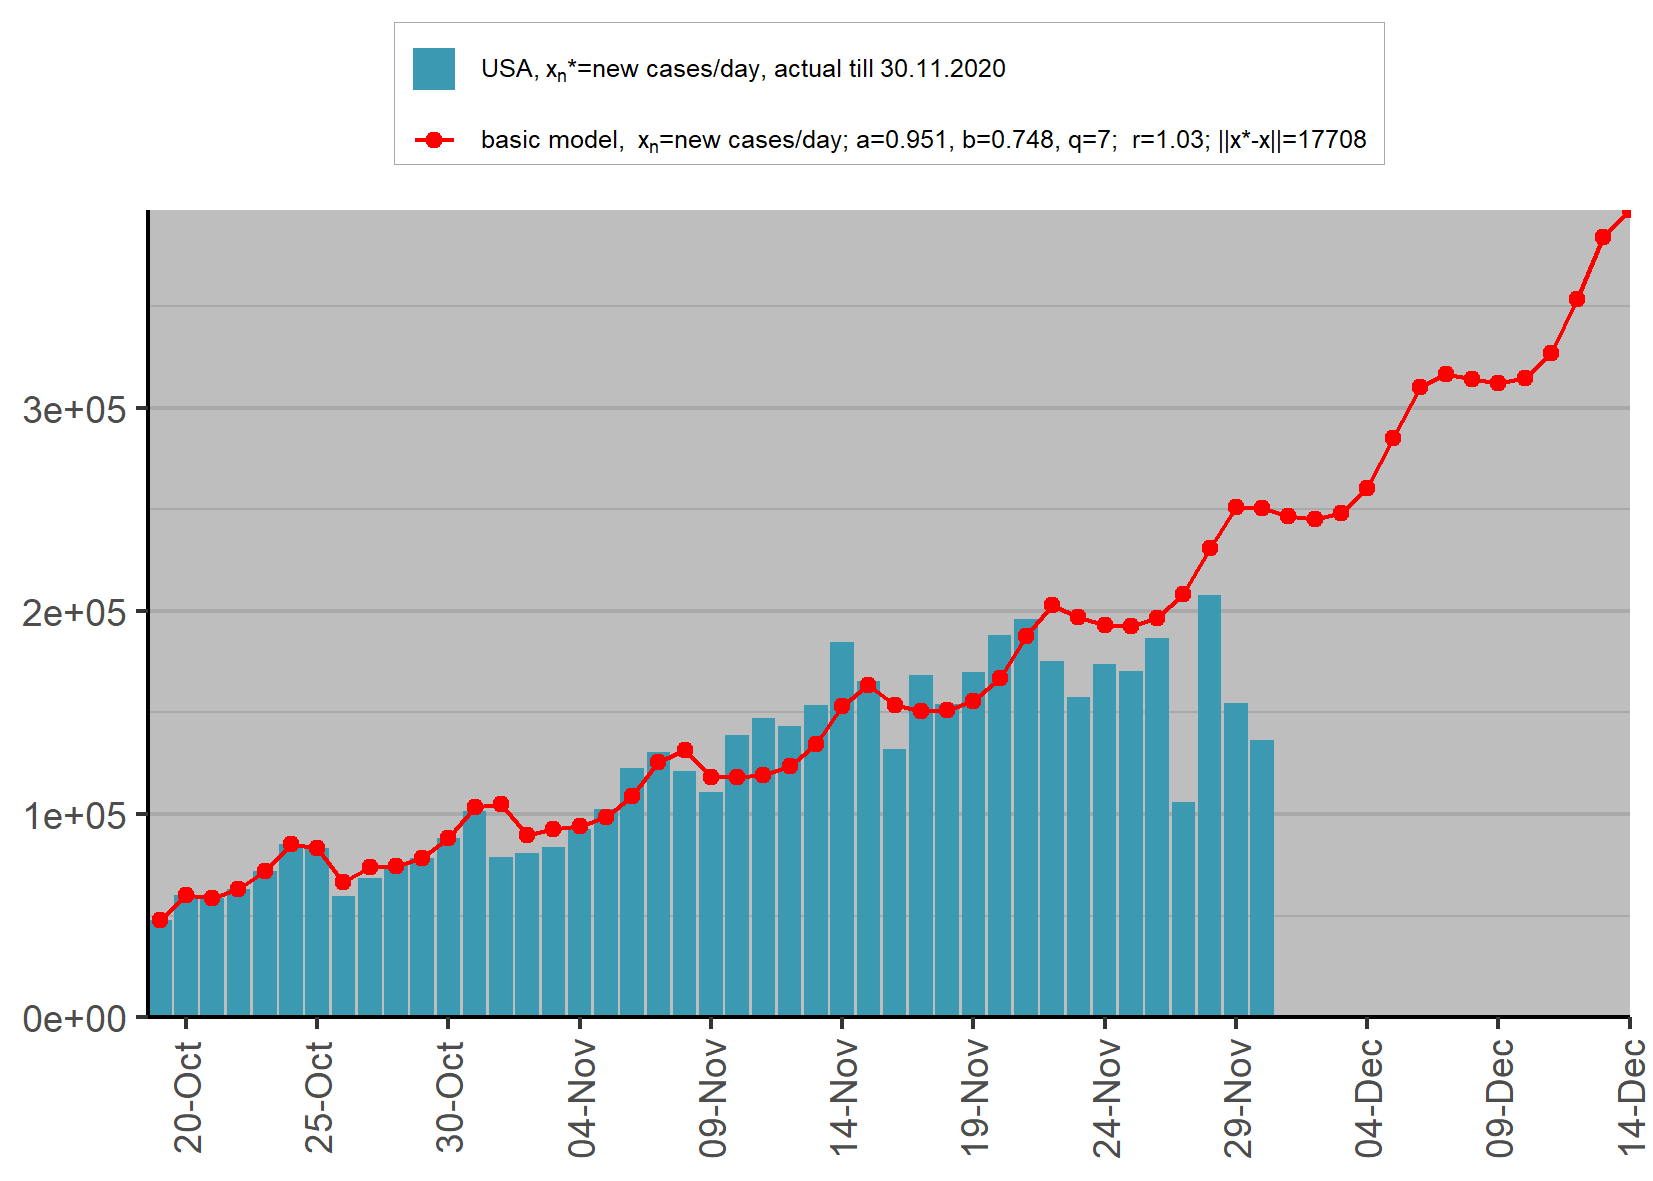 USA, xₙ*=new cases/day, actual till 30.11.2020
basic model,  xₙ=new cases/day; a=0.951, b=0.748, q=7;  r=1.03; ||x*-x||=17708
3e+05
2e+05
1e+05
0e+00
20-Oct
25-Oct
30-Oct
04-Nov
09-Nov
14-Nov
19-Nov
24-Nov
29-Nov
04-Dec
09-Dec
14-Dec